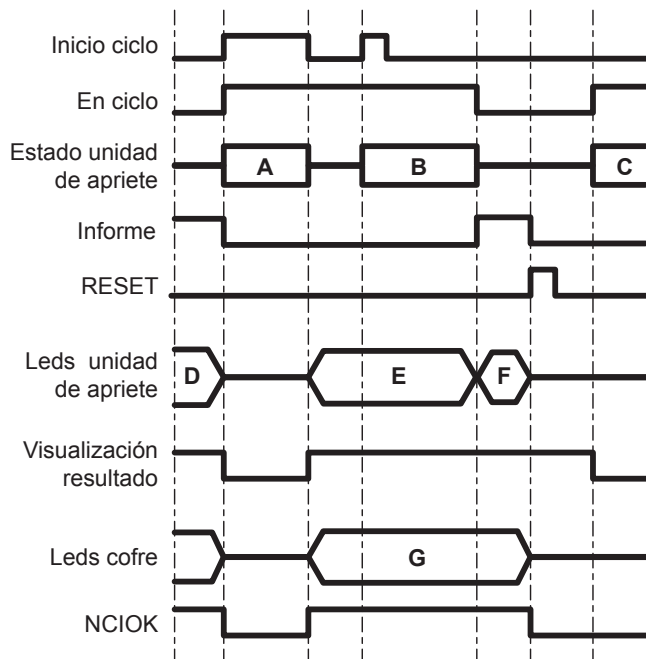 Inicio ciclo
En ciclo
Estado unidad
de apriete
A
B
C
Informe
RESET
Leds unidad
de apriete
D
E
F
Visualización
resultado
Leds cofre
G
NCIOK